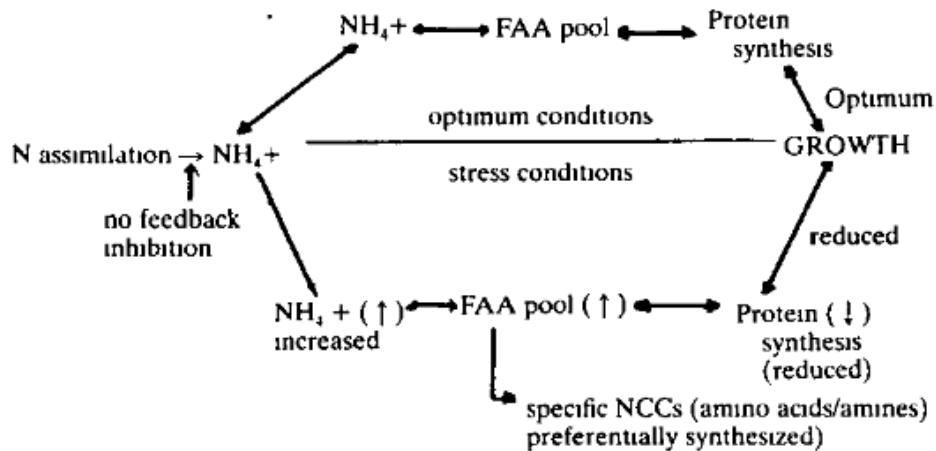 NH₄+ ↔ FAA pool ↔ Protein
synthesis
Optimum
optimum conditions
N assimilation → NH₄+
GROWTH
stress conditions
no feedback
inhibition
reduced
NH₄ + (↑) ↔ FAA pool (↑) ↔ Protein (↓)
increased
synthesis
(reduced)
specific NCCs (amino acids/amines)
preferentially synthesized)